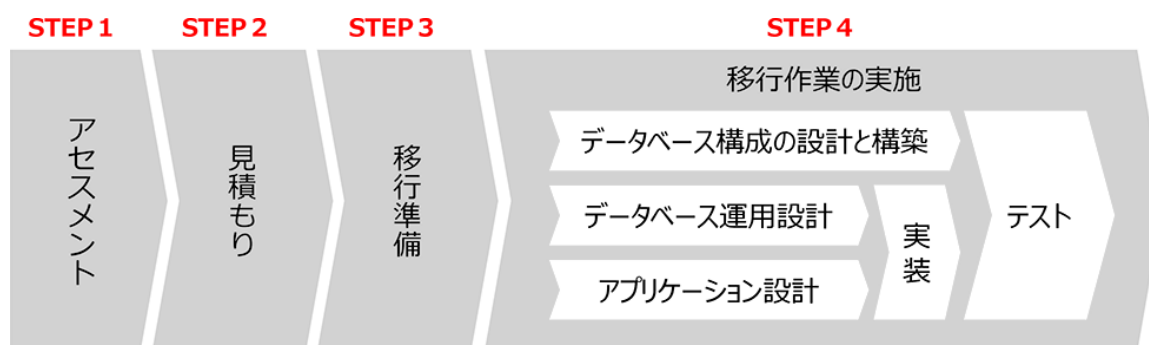 STEP 1
STEP 2
STEP 3
STEP 4
アセスメント
見積もり
移行準備
移行作業の実施
データベース構成の設計と構築
データベース運用設計
アプリケーション設計
実装
テスト